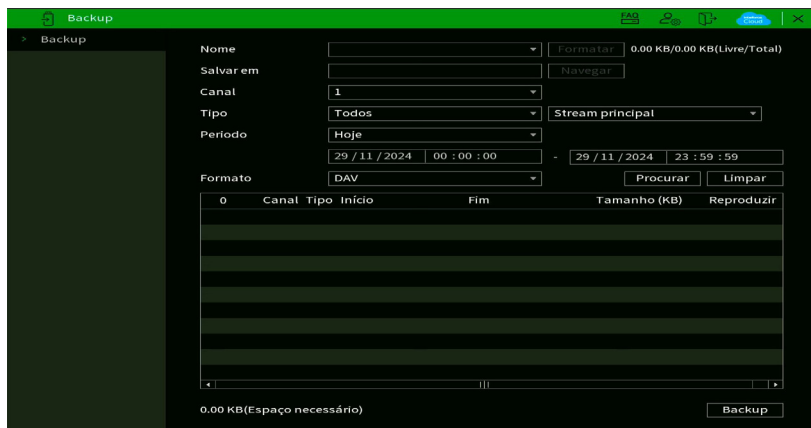 Backup FAQ Cloud
> Backup
Nome Formatar 0.00 KB/0.00 KB(Livre/Total)
Salvar em Navegar
Canal 1
Tipo Todos Stream principal
Período Hoje
29 / 11 / 2024 00 : 00 : 00 - 29 / 11 / 2024 23 : 59 : 59
Formato DAV Procurar Limpar
0 Canal Tipo Início Fim Tamanho (KB) Reproduzir
0.00 KB(Espaço necessário) Backup